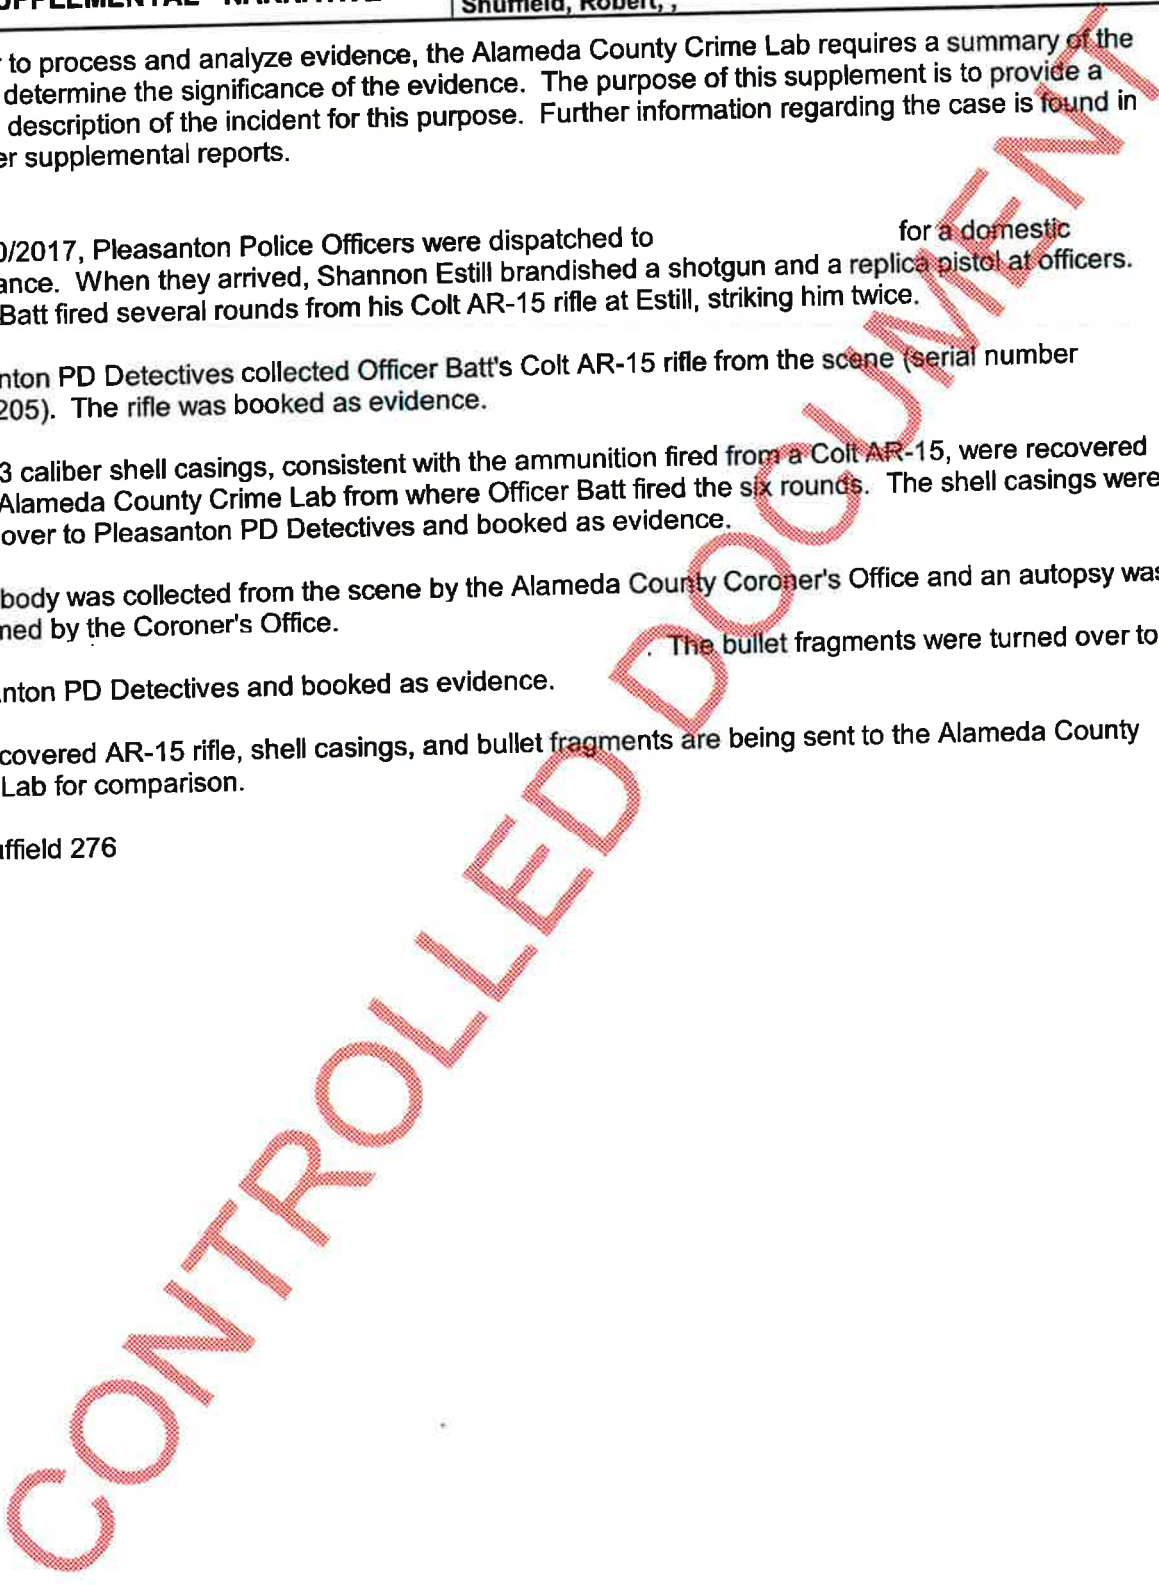 SUPPLEMENTAL NARRATIVE
Shuffield, Robert, ,
to process and analyze evidence, the Alameda County Crime Lab requires a summary of the
determine the significance of the evidence. The purpose of this supplement is to provide a
description of the incident for this purpose. Further information regarding the case is found in
er supplemental reports.
0/2017, Pleasanton Police Officers were dispatched to for a domestic
ance. When they arrived, Shannon Estill brandished a shotgun and a replica pistol at officers.
Batt fired several rounds from his Colt AR-15 rifle at Estill, striking him twice.
nton PD Detectives collected Officer Batt's Colt AR-15 rifle from the scene (serial number
205). The rifle was booked as evidence.
3 caliber shell casings, consistent with the ammunition fired from a Colt AR-15, were recovered
Alameda County Crime Lab from where Officer Batt fired the six rounds. The shell casings were
over to Pleasanton PD Detectives and booked as evidence.
body was collected from the scene by the Alameda County Coroner's Office and an autopsy was
ned by the Coroner's Office.
. The bullet fragments were turned over to
nton PD Detectives and booked as evidence.
covered AR-15 rifle, shell casings, and bullet fragments are being sent to the Alameda County
Lab for comparison.
uffield 276
CONTROLLED DOCUMENT